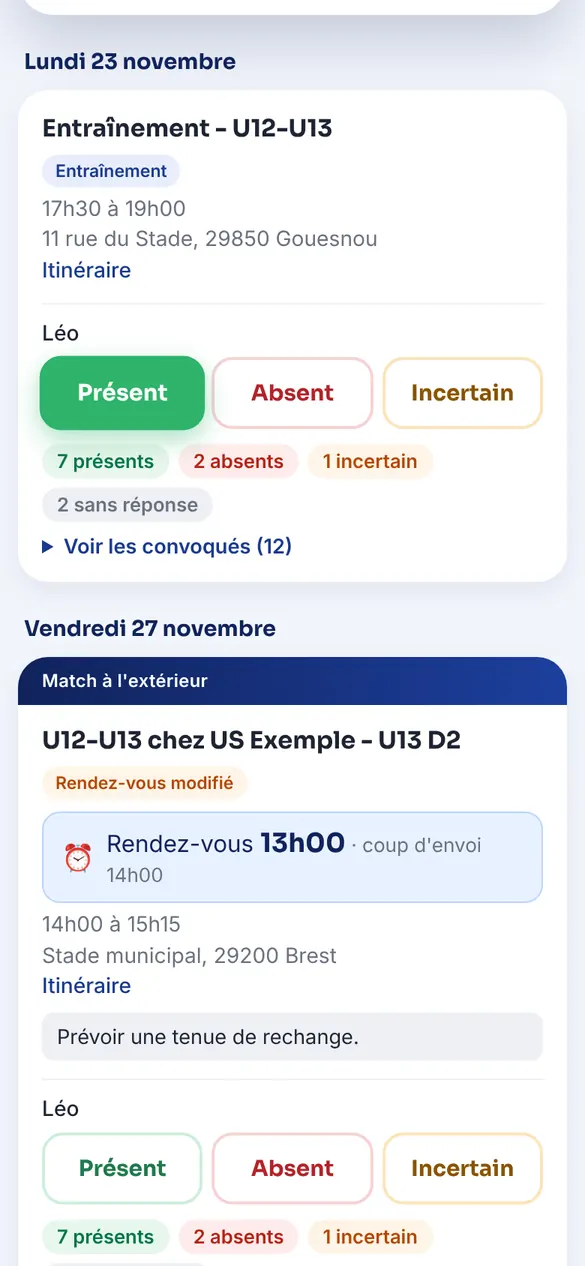 Lundi 23 novembre
Entraînement - U12-U13
Entraînement
17h30 à 19h00
11 rue du Stade, 29850 Gouesnou
Itinéraire
Léo
Présent Absent Incertain
7 présents 2 absents 1 incertain
2 sans réponse
Voir les convoqués (12)
Vendredi 27 novembre
Match à l'extérieur
U12-U13 chez US Exemple - U13 D2
Rendez-vous modifié
Rendez-vous 13h00 · coup d'envoi
14h00
14h00 à 15h15
Stade municipal, 29200 Brest
Itinéraire
Prévoir une tenue de rechange.
Léo
Présent Absent Incertain
7 présents 2 absents 1 incertain